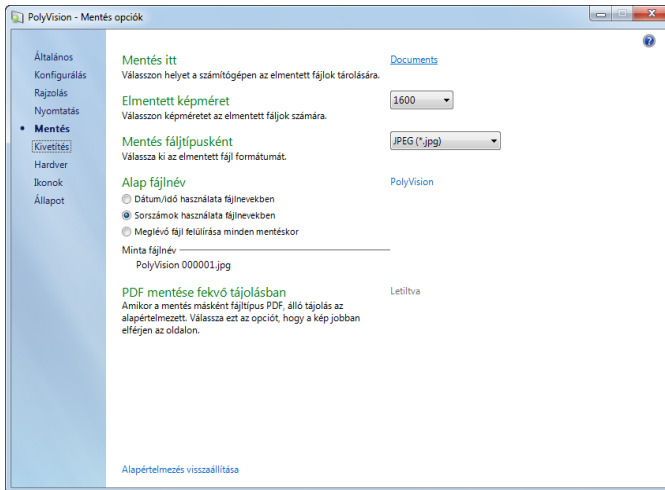 PolyVision - Mentés opciók
Általános
Konfigurálás
Rajzolás
Nyomtatás
Mentés
Kivetítés
Hardver
Ikonok
Állapot
Mentés itt
Documents
Válasszon helyet a számítógépen az elmentett fájlok tárolására.
Elmentett képméret
1600
Válasszon képméretet az elmentett fáljok számára.
Mentés fáljtípusként
JPEG (*.jpg)
Válassza ki az elmentett fájl formátumát.
Alap fájlnév
PolyVision
Dátum/idő használata fájlnevekben
Sorszámok használata fájlnevekben
Meglévő fájl felülírása minden mentéskor
Minta fájlnév
PolyVision 000001.jpg
PDF mentése fekvő tájolásban
Letiltva
Amikor a mentés másként fájltípus PDF, álló tájolás az
alapértelmezett. Válassza ezt az opciót, hogy a kép jobban
elférjen az oldalon.
Alapértelmezés visszaállítása